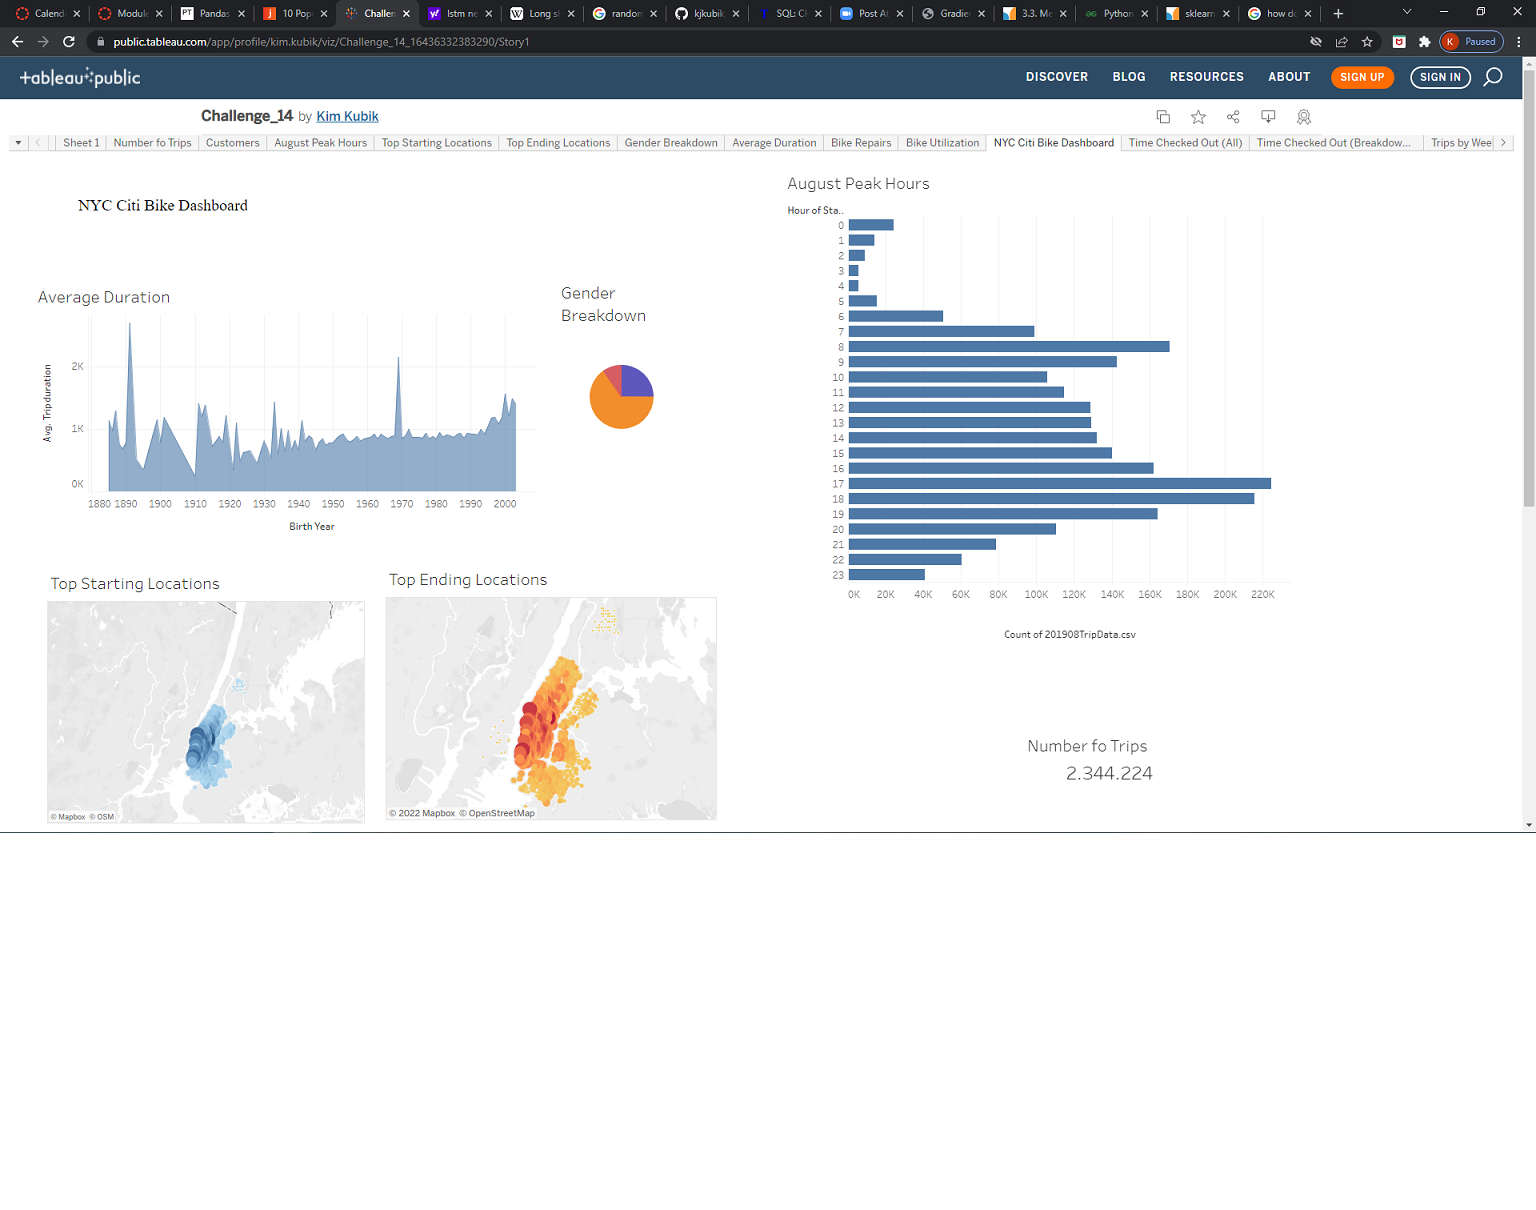 Calend
Module
PT Pandas
10 Pop
Challen
y! lstm ne
W Long sh
G random
kjkubik
T SQL: C
Post At
Gradie
3.3. Me
Python
sklearn
G how do
public.tableau.com/app/profile/kim.kubik/viz/Challenge_14_16436332383290/Story1
K Paused
+ableau public
DISCOVER BLOG RESOURCES ABOUT SIGN UP SIGN IN
Challenge_14 by Kim Kubik
Sheet 1
Number fo Trips
Customers
August Peak Hours
Top Starting Locations
Top Ending Locations
Gender Breakdown
Average Duration
Bike Repairs
Bike Utilization
NYC Citi Bike Dashboard
Time Checked Out (All)
Time Checked Out (Breakdow...
Trips by Wee
NYC Citi Bike Dashboard
Average Duration
Avg. Tripduration
2K
1K
0K
1880 1890 1900 1910 1920 1930 1940 1950 1960 1970 1980 1990 2000
Birth Year
Gender
Breakdown
Top Starting Locations
© Mapbox © OSM
Top Ending Locations
© 2022 Mapbox © OpenStreetMap
August Peak Hours
Hour of Sta..
0
1
2
3
4
5
6
7
8
9
10
11
12
13
14
15
16
17
18
19
20
21
22
23
0K 20K 40K 60K 80K 100K 120K 140K 160K 180K 200K 220K
Count of 201908TripData.csv
Number fo Trips
2.344.224